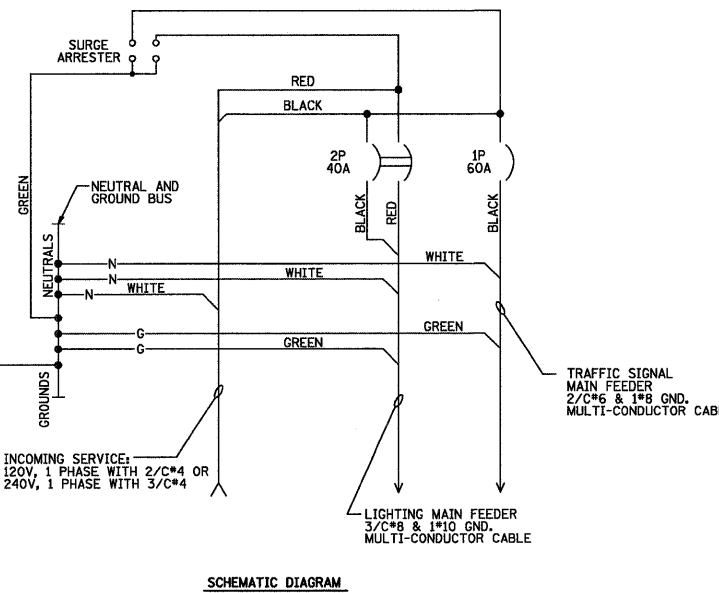 SURGE
ARRESTER
RED
BLACK
2P
40A
1P
60A
GREEN
NEUTRAL AND
GROUND BUS
BLACK
RED
BLACK
NEUTRALS
N
WHITE
N
WHITE
N
WHITE
G
GREEN
G
GREEN
GROUNDS
TRAFFIC SIGNAL
MAIN FEEDER
2/C#6 & 1#8 GND.
MULTI-CONDUCTOR CAB
INCOMING SERVICE:
120V, 1 PHASE WITH 2/C#4 OR
240V, 1 PHASE WITH 3/C#4
LIGHTING MAIN FEEDER
3/C#8 & 1#10 GND.
MULTI-CONDUCTOR CABLE
SCHEMATIC DIAGRAM